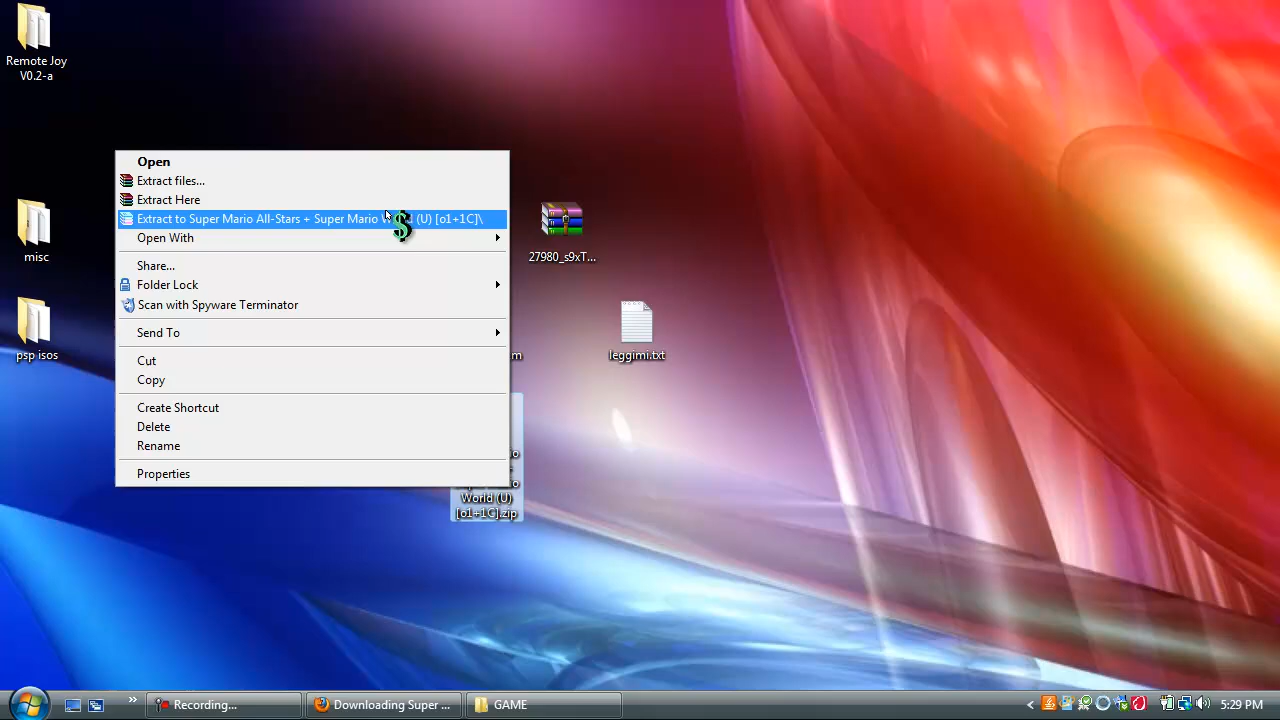 Remote Joy
V0.2-a
misc
psp isos
Open
Extract files...
Extract Here
Extract to Super Mario All-Stars + Super Mario (U) [o1+1C]\
Open With
Share...
Folder Lock
Scan with Spyware Terminator
Send To
Cut
Copy
Create Shortcut
Delete
Rename
Properties
27980_s9xT...
leggimi.txt
World (U)
[o1+1C].zip
Recording...
Downloading Super ...
GAME
5:29 PM